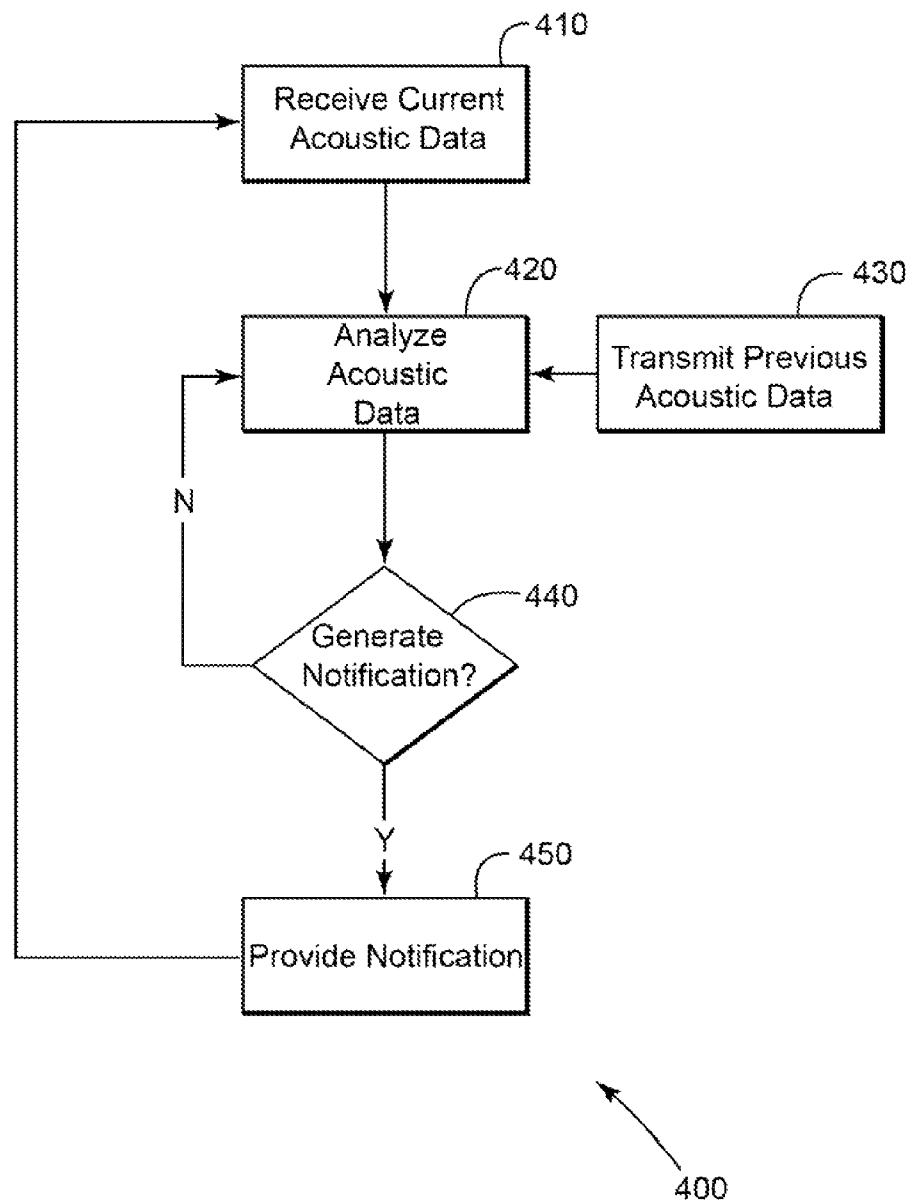 410
Receive Current
Acoustic Data
420
430
Analyze
Acoustic
Data
Transmit Previous
Acoustic Data
N
440
Generate
Notification?
Y
450
Provide Notification
400